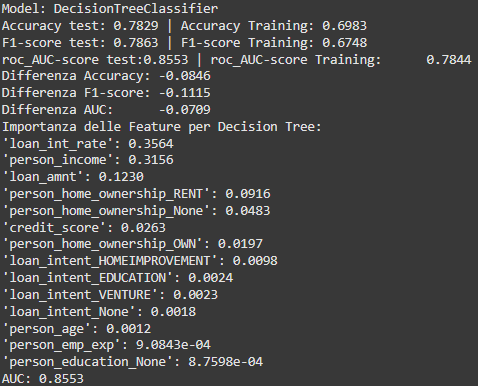 Model: DecisionTreeClassifier
Accuracy test: 0.7829 | Accuracy Training: 0.6983
F1-score test: 0.7863 | F1-score Training: 0.6748
roc_AUC-score test:0.8553 | roc_AUC-score Training:      0.7844
Differenza Accuracy: -0.0846
Differenza F1-score: -0.1115
Differenza AUC:      -0.0709
Importanza delle Feature per Decision Tree:
'loan_int_rate': 0.3564
'person_income': 0.3156
'loan_amnt': 0.1230
'person_home_ownership_RENT': 0.0916
'person_home_ownership_None': 0.0483
'credit_score': 0.0263
'person_home_ownership_OWN': 0.0197
'loan_intent_HOMEIMPROVEMENT': 0.0098
'loan_intent_EDUCATION': 0.0024
'loan_intent_VENTURE': 0.0023
'loan_intent_None': 0.0018
'person_age': 0.0012
'person_emp_exp': 9.0843e-04
'person_education_None': 8.7598e-04
AUC: 0.8553